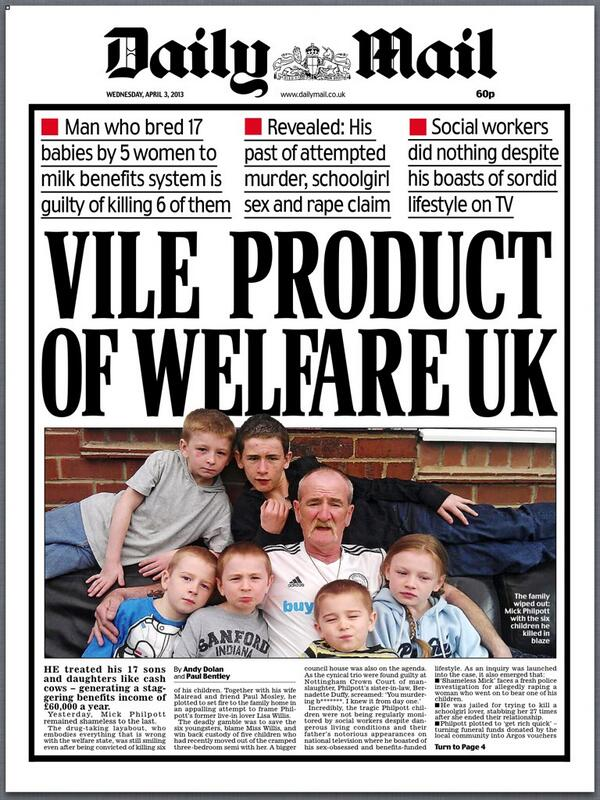 Daily Mail
WEDNESDAY, APRIL 3, 2013
www.dailymail.co.uk
60p
Man who bred 17
babies by 5 women to
milk benefits system is
guilty of killing 6 of them
Revealed: His
past of attempted
murder, schoolgirl
sex and rape claim
Social workers
did nothing despite
his boasts of sordid
lifestyle on TV
VILE PRODUCT
OF WELFARE UK
adidas
buy
SANFORD
INDIANA
The family
wiped out:
Mick Philpott
with the six
children he
killed in
blaze
HE treated his 17 sons
and daughters like cash
cows – generating a stag-
gering benefits income of
£60,000 a year.
Yesterday, Mick Philpott
remained shameless to the last.
The drug-taking layabout, who
embodies everything that is wrong
with the welfare state, was still smiling
even after being convicted of killing six
By Andy Dolan
and Paul Bentley
of his children. Together with his wife
Mairead and friend Paul Mosley, he
plotted to set fire to the family home in
an appalling attempt to frame Phil-
pott's former live-in lover Lisa Willis.
The deadly gamble was to save the
six youngsters, blame Miss Willis, and
win back custody of five children who
had recently moved out of the cramped
three-bedroom semi with her. A bigger
council house was also on the agenda.
As the cynical trio were found guilty at
Nottingham Crown Court of man-
slaughter, Philpott's sister-in-law, Ber-
nadette Duffy, screamed: 'You murder-
ing b*******. I knew it from day one.'
Incredibly, the tragic Philpott chil-
dren were not being regularly moni-
tored by social workers despite dan-
gerous living conditions and their
father's notorious appearances on
national television where he boasted of
his sex-obsessed and benefits-funded
lifestyle. As an inquiry was launched
into the case, it also emerged that:
'Shameless Mick' faces a fresh police
investigation for allegedly raping a
woman who went on to bear one of his
children.
He was jailed for trying to kill a
schoolgirl lover, stabbing her 27 times
after she ended their relationship.
Philpott plotted to 'get rich quick' –
turning funds donated by the
local community into Argos vouchers
Turn to Page 4